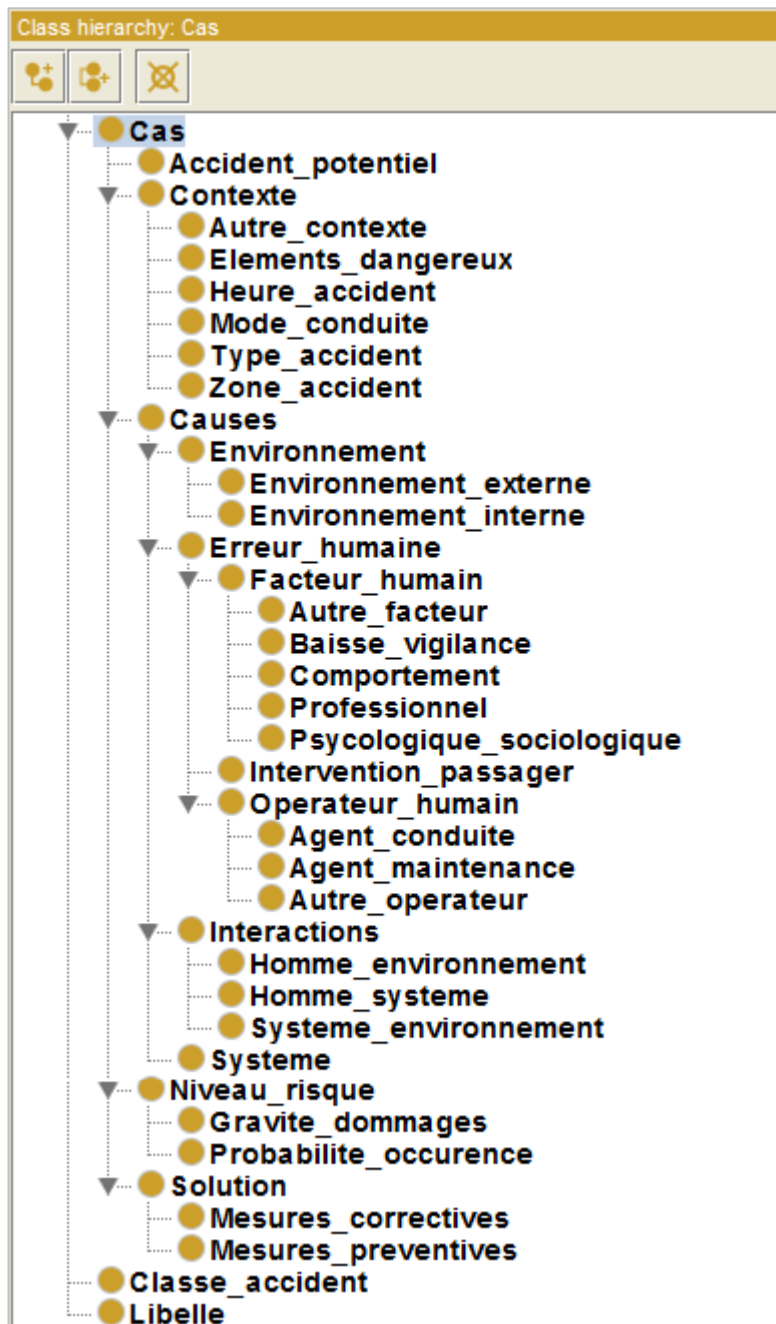 Class hierarchy: Cas
Cas
Accident_potentiel
Contexte
Autre_contexte
Elements_dangereux
Heure_accident
Mode_conduite
Type_accident
Zone_accident
Causes
Environnement
Environnement_externe
Environnement_interne
Erreur_humaine
Facteur_humain
Autre_facteur
Baisse_vigilance
Comportement
Professionnel
Psycologique_sociologique
Intervention_passager
Operateur_humain
Agent_conduite
Agent_maintenance
Autre_operateur
Interactions
Homme_environnement
Homme_systeme
Systeme_environnement
Systeme
Niveau_risque
Gravite_dommages
Probabilite_occurence
Solution
Mesures_correctives
Mesures_preventives
Classe_accident
Libelle